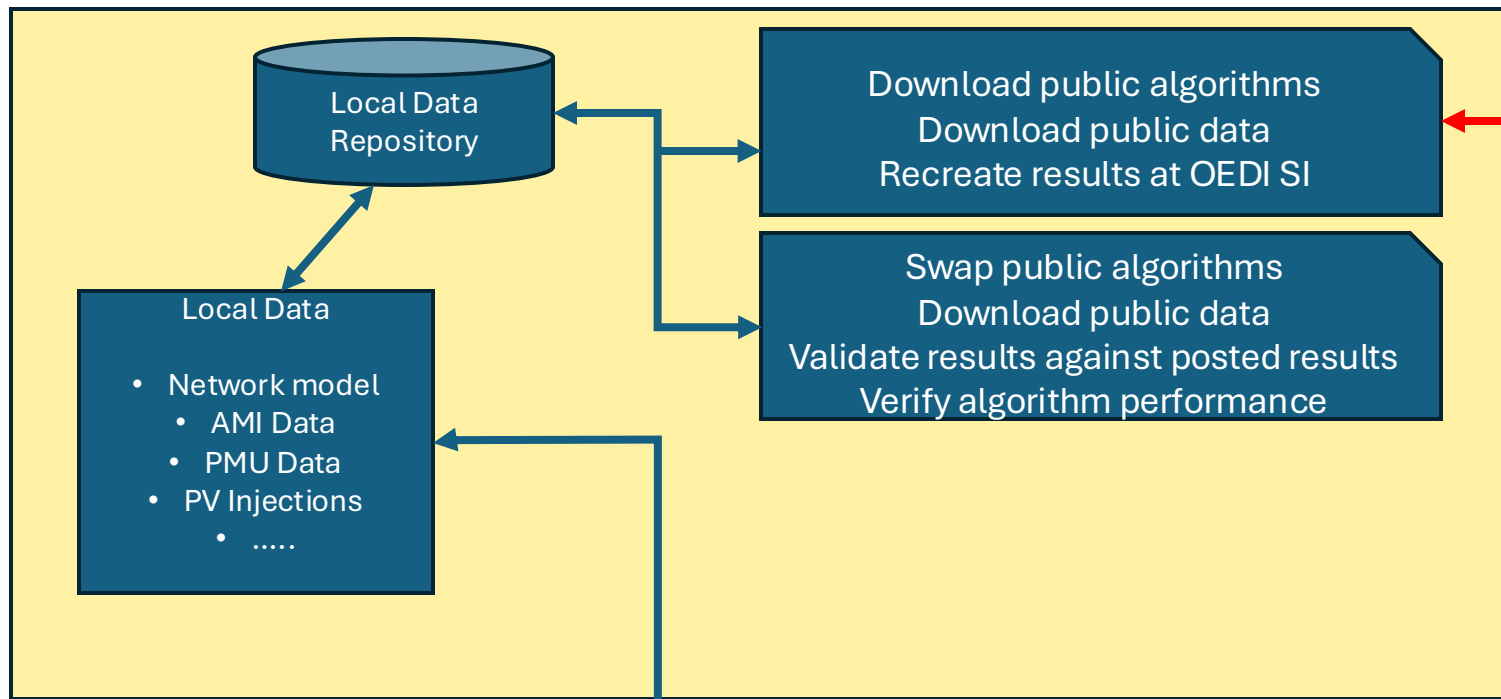 Local Data
Repository
Download public algorithms
Download public data
Recreate results at OEDI SI
Swap public algorithms
Download public data
Validate results against posted results
Verify algorithm performance
Local Data
• Network model
• AMI Data
• PMU Data
• PV Injections
• .....